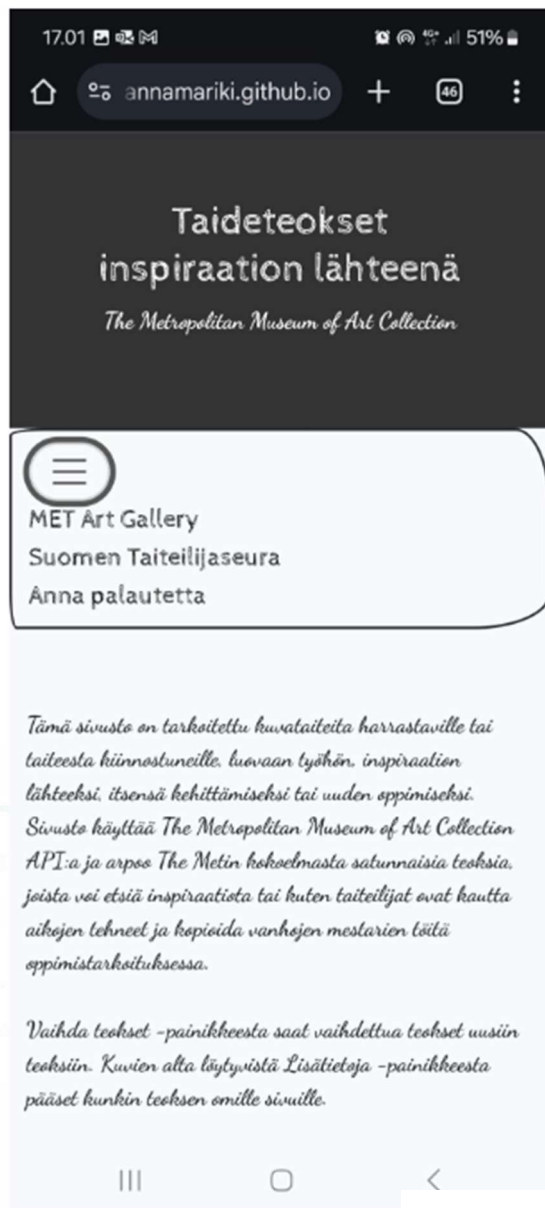 17.01 4G+ 51%
annamariki.github.io 46
Taideteokset
inspiraation lähteenä
The Metropolitan Museum of Art Collection
MET Art Gallery
Suomen Taiteilijaseura
Anna palautetta
Tämä sivusto on tarkoitettu kuvataiteita harrastaville tai
taiteesta kiinnostuneille, luovaan työhön, inspiraation
lähteeksi, itsensä kehittämiseksi tai uuden oppimiseksi.
Sivusto käyttää The Metropolitan Museum of Art Collection
API:a ja arpoo The Metin kokoelmasta satunnaisia teoksia,
joista voi etsiä inspiraatiota tai kuten taiteilijat ovat kautta
aikojen tehneet ja kopioida vanhojen mestarien töitä
oppimistarkoituksessa.
Vaihda teokset -painikkeesta saat vaihdettua teokset uusiin
teoksiin. Kuvien alta löytyvistä Lisätietoja -painikkeesta
pääset kunkin teoksen omille sivuille.